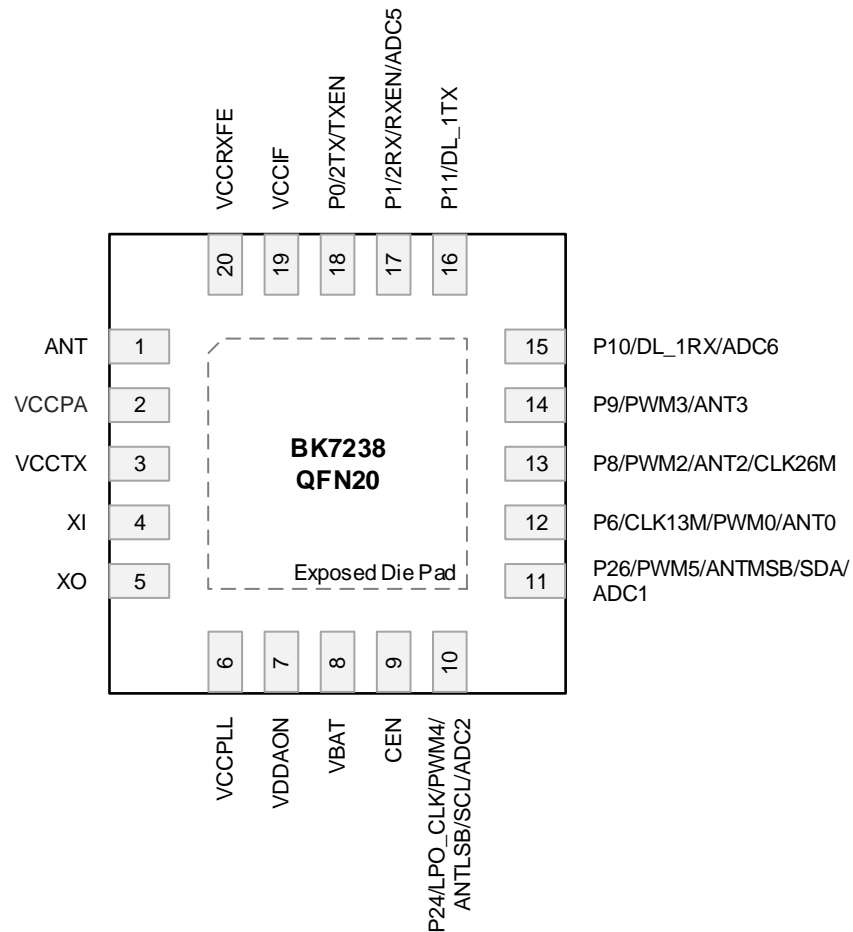 VCCRXFE
VCCIF
P0/2TX/TXEN
P1/2RX/RXEN/ADC5
P11/DL_1TX
20
19
18
17
16
ANT
1
VCCPA
2
VCCTX
3
XI
4
XO
5
BK7238
QFN20
Exposed Die Pad
15
P10/DL_1RX/ADC6
14
P9/PWM3/ANT3
13
P8/PWM2/ANT2/CLK26M
12
P6/CLK13M/PWM0/ANT0
11
P26/PWM5/ANTMSB/SDA/
ADC1
6
7
8
9
10
VCCPLL
VDDAON
VBAT
CEN
P24/LPO_CLK/PWM4/
ANTLSB/SCL/ADC2